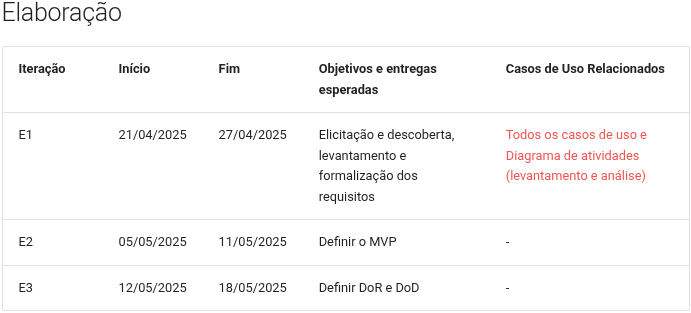 Elaboração
Iteração Início Fim Objetivos e entregas esperadas Casos de Uso Relacionados
E1 21/04/2025 27/04/2025 Elicitação e descoberta, levantamento e formalização dos requisitos Todos os casos de uso e Diagrama de atividades (levantamento e análise)
E2 05/05/2025 11/05/2025 Definir o MVP -
E3 12/05/2025 18/05/2025 Definir DoR e DoD -